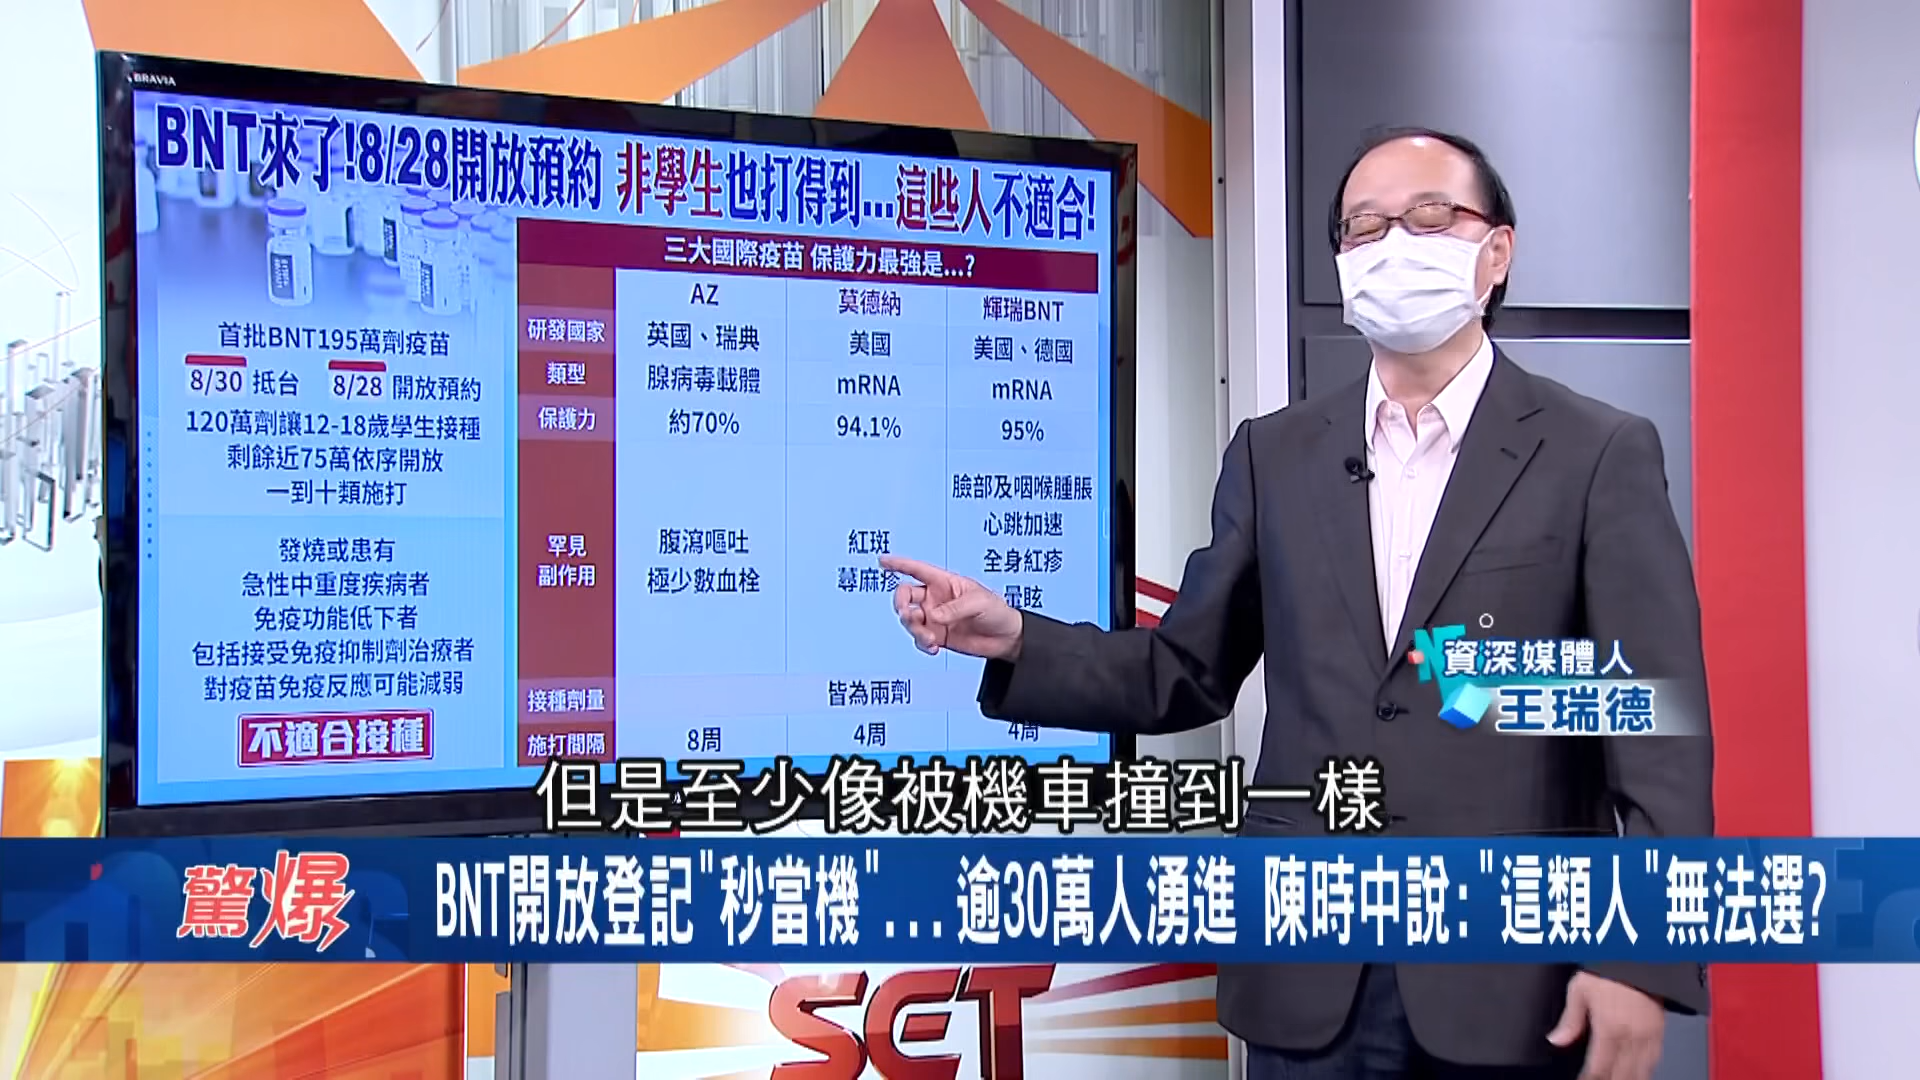 BRAVIA
BNT來了!8/28開放預約 非學生也打得到...這些人不適合!
首批BNT195萬劑疫苗
8/30 抵台 8/28 開放預約
120萬劑讓12-18歲學生接種
剩餘近75萬依序開放
一到十類施打
發燒或患有
急性中重度疾病者
免疫功能低下者
包括接受免疫抑制劑治療者
對疫苗免疫反應可能減弱
不適合接種
三大國際疫苗 保護力最強是...?
AZ 莫德納 輝瑞BNT
研發國家 英國、瑞典 美國 美國、德國
類型 腺病毒載體 mRNA mRNA
保護力 約70% 94.1% 95%
罕見
副作用
腹瀉嘔吐
極少數血栓
紅斑
蕁麻疹
臉部及咽喉腫脹
心跳加速
全身紅疹
暈眩
接種劑量 皆為兩劑
施打間隔 8周 4周 4周
資深媒體人
王瑞德
但是至少像被機車撞到一樣
驚爆
BNT開放登記"秒當機"...逾30萬人湧進 陳時中說:"這類人"無法選?
SET